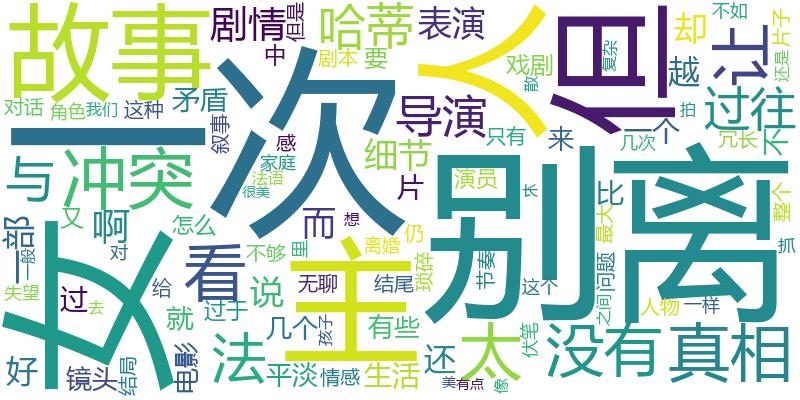 故事
剧情
但是
中
哈蒂
剧本
要
表演
人
但
戏剧
复杂
散
却
不如
让
还是
片子
越
对话
角色
我们
这种
矛盾
叙事
一次
感
导演
只有
来
拍
几次
一个
过往
冗长
不
与
冲突
家庭
法语
很美
细节
片
演员
长
比
最大
整个
抓
一部
一般
又
啊
对
怎么
看
不够
里
想
离婚
仍
琐碎
节奏
别离
这个
之间
问题
失望
女
过
去
给
就
过于
说
无聊
主
结尾
几个
孩子
有些
伏笔
人物
一样
好
镜头
结局
电影
法
平淡
情感
生活
还
太
美
有点
像
没有
真相